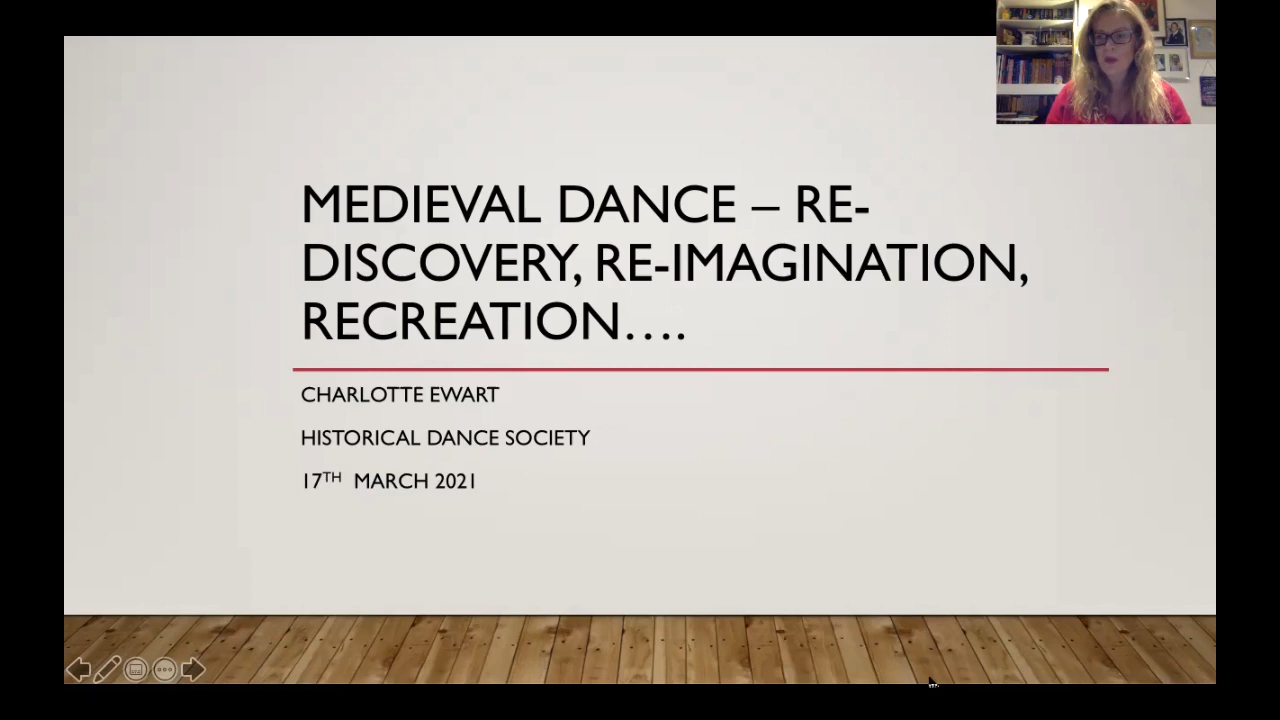 MEDIEVAL DANCE – RE-
DISCOVERY, RE-IMAGINATION,
RECREATION….
CHARLOTTE EWART
HISTORICAL DANCE SOCIETY
17TH MARCH 2021